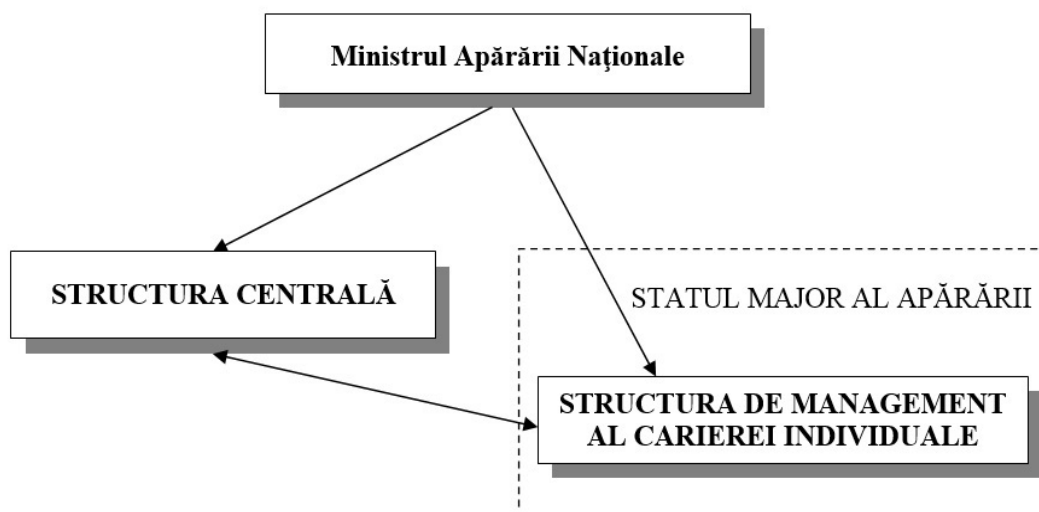 Ministrul Apărării Naţionale
STRUCTURA CENTRALĂ
STATUL MAJOR AL APĂRĂRII
STRUCTURA DE MANAGEMENT
AL CARIEREI INDIVIDUALE